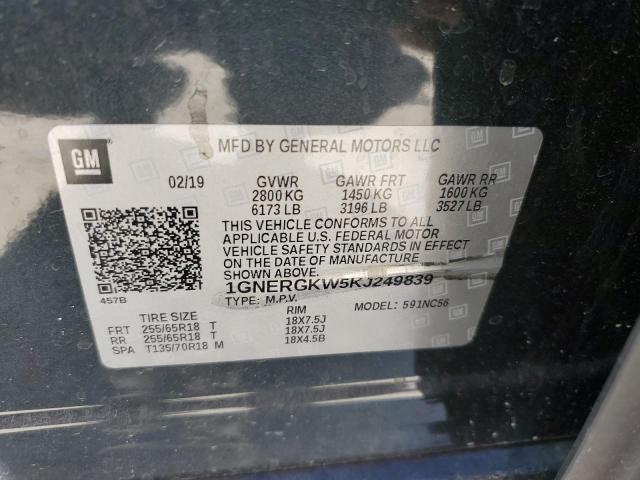 GM
MFD BY GENERAL MOTORS LLC
02/19 GVWR GAWR FRT GAWR RR
2800 KG 1450 KG 1600 KG
6173 LB 3196 LB 3527 LB
THIS VEHICLE CONFORMS TO ALL
APPLICABLE U.S. FEDERAL MOTOR
VEHICLE SAFETY STANDARDS IN EFFECT
ON THE DATE OF MANUFACTURE
SHOWN ABOVE.
457B 1GNERGKW5KJ249839
TYPE: M.P.V. MODEL: 591NC56
TIRE SIZE RIM
FRT 255/65R18 T 18X7.5J
RR 255/65R18 T 18X7.5J
SPA T135/70R18 M 18X4.5B